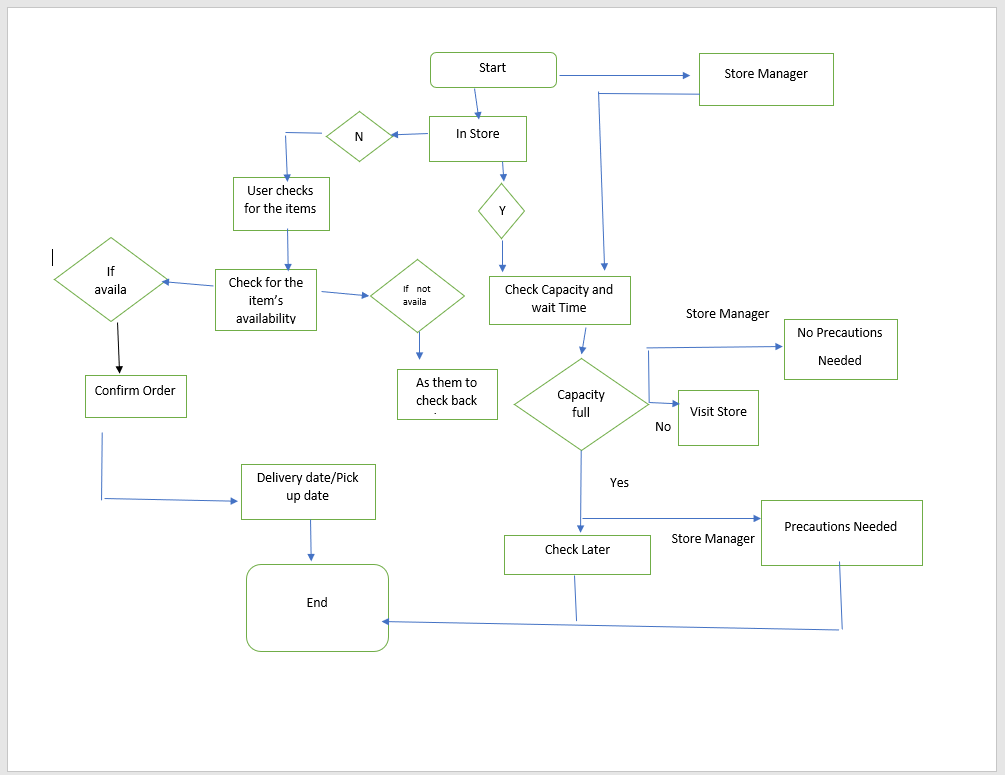 Start
Store Manager
N
In Store
User checks
for the items
Y
If
availa
Check for the
item's
availability
If not
availa
Check Capacity and
wait Time
Store Manager
No Precautions
Needed
Confirm Order
As them to
check back
Capacity
full
Visit Store
No
Delivery date/Pick
up date
Yes
Store Manager
Precautions Needed
Check Later
End